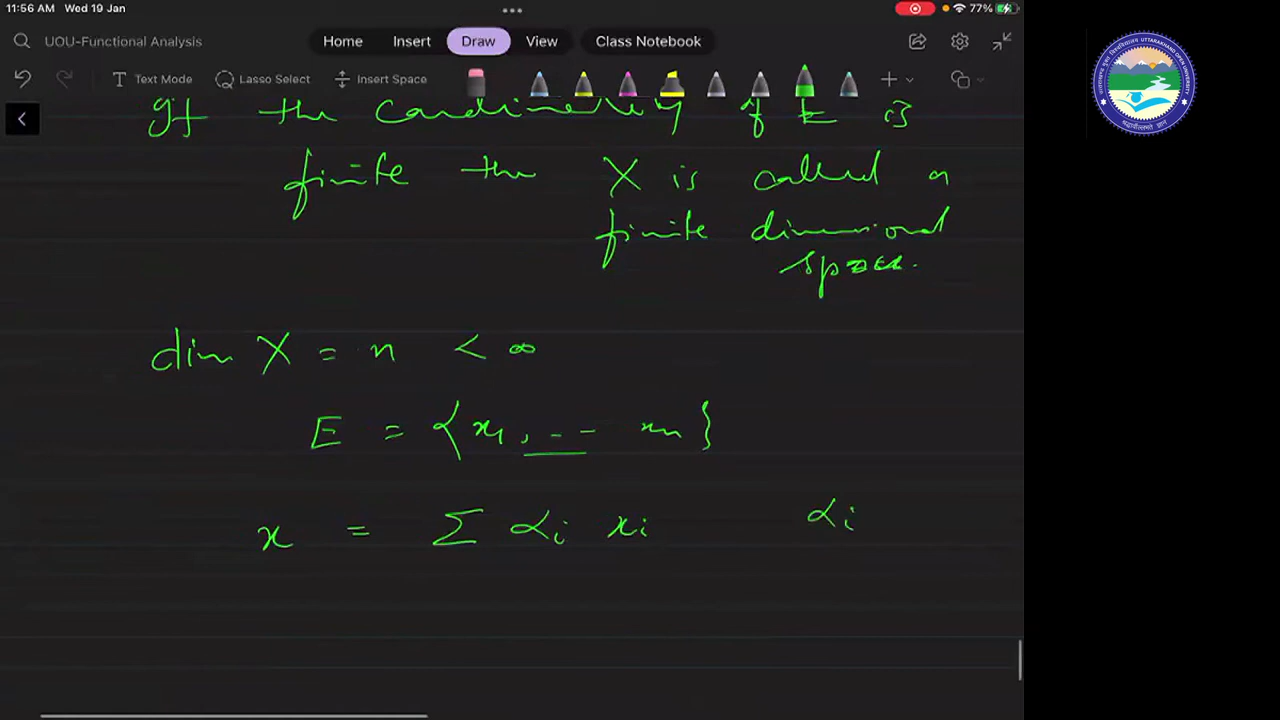 11:56 AM Wed 19 Jan
77%
UOU-Functional Analysis
Home Insert Draw View Class Notebook
Text Mode Lasso Select Insert Space
If the Cardinality of E is
finite the X is called a
finite dimensional
space.
dim X = n < ∞
E = {x1, -- xn}
x = Σ αi xi αi